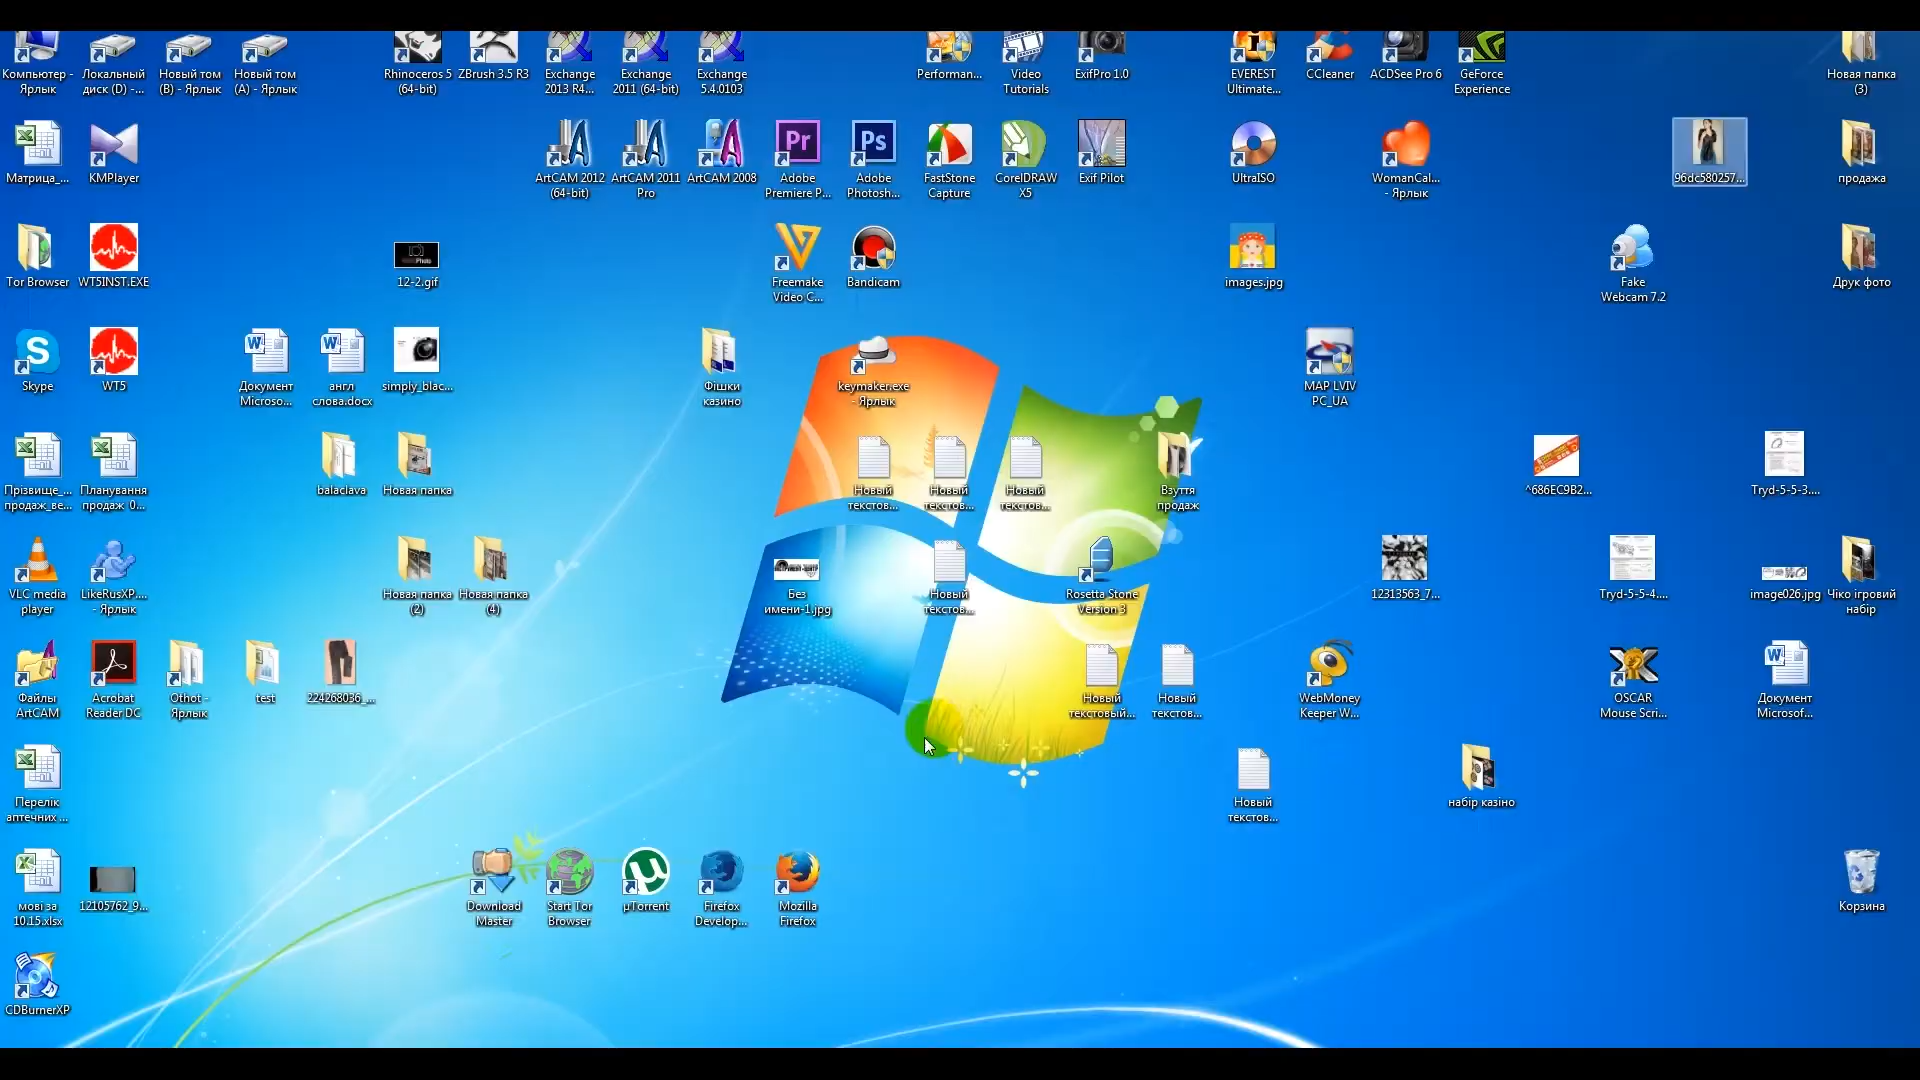 Компьютер -
Ярлык
Локальный
диск (D) -...
Новый том
(B) - Ярлык
Новый том
(A) - Ярлык
Rhinoceros 5
(64-bit)
ZBrush 3.5 R3
Exchange
2013 R4...
Exchange
2011 (64-bit)
Exchange
5.4.0103
Performan...
Video
Tutorials
ExifPro 1.0
EVEREST
Ultimate...
CCleaner
ACDSee Pro 6
GeForce
Experience
Новая папка
(3)
Матрица_...
KMPlayer
ArtCAM 2012
(64-bit)
ArtCAM 2011
Pro
ArtCAM 2008
Pr
Adobe
Premiere P...
Ps
Adobe
Photosh...
FastStone
Capture
CorelDRAW
X5
Exif Pilot
UltraISO
WomanCal...
- Ярлык
96dc580257...
продажа
Tor Browser
WT5INST.EXE
12-2.gif
Freemake
Video C...
Bandicam
images.jpg
Fake
Webcam 7.2
Друк фото
Skype
WT5
Документ
Microso...
англ
слова.docx
simply_blac...
Фішки
казино
keymaker.exe
- Ярлык
MAP LVIV
PC_UA
Прізвище_...
продаж_ве...
Планування
продаж_0...
balaclava
Новая папка
Новый
текстов...
Новый
текстов...
Новый
текстов...
Взуття
продаж
^686EC9B2...
Tryd-5-5-3....
VLC media
player
LikeRusXP....
- Ярлык
Новая папка
(2)
Новая папка
(4)
Без
имени-1.jpg
Новый
текстов...
Rosetta Stone
Version 3
12313563_7...
Tryd-5-5-4....
image026.jpg
Чіко ігровий
набір
Файлы
ArtCAM
Acrobat
Reader DC
Othot -
Ярлык
test
224268036_...
Новый
текстовый...
Новый
текстов...
WebMoney
Keeper W...
OSCAR
Mouse Scri...
Документ
Microsof...
Перелік
аптечних ...
Новый
текстов...
набір казіно
мові за
10.15.xlsx
12105762_9...
Download
Master
Start Tor
Browser
µTorrent
Firefox
Develop...
Mozilla
Firefox
Корзина
CDBurnerXP